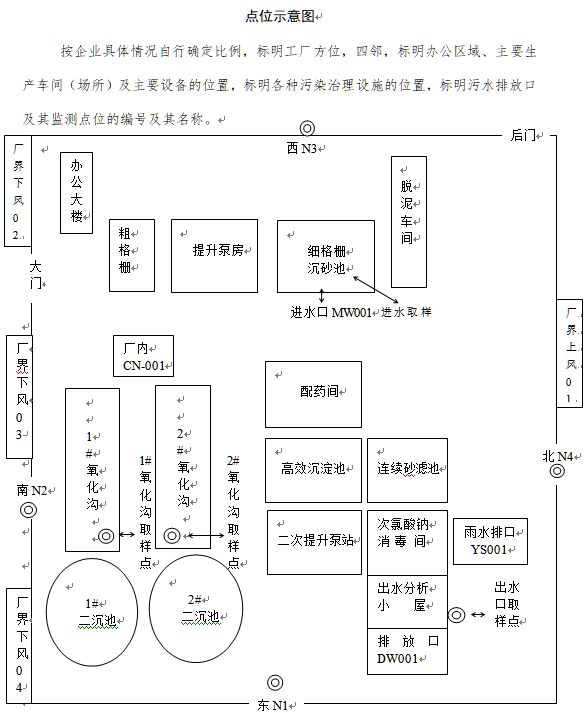 点位示意图
按企业具体情况自行确定比例，标明工厂方位，四邻，标明办公区域、主要生
产车间（场所）及主要设备的位置，标明各种污染治理设施的位置，标明污水排放口
及其监测点位的编号及其名称。
后门
西 N3
厂界下风02
办公大楼
脱泥车间
粗格栅
提升泵房
细格栅
沉砂池
大门
进水口 MW001
进水取样
厂界上风01
厂界下风03
厂内
CN-001
配药间
1#氧化沟
1#氧化沟取样点
2#氧化沟
2#氧化沟取样点
高效沉淀池
连续砂滤池
北 N4
南 N2
二次提升泵站
次氯酸钠
消毒间
雨水排口
YS001
厂界下风04
1#
二沉池
2#
二沉池
出水分析
小屋
出水
口取
样点
排放口
DW001
东 N1